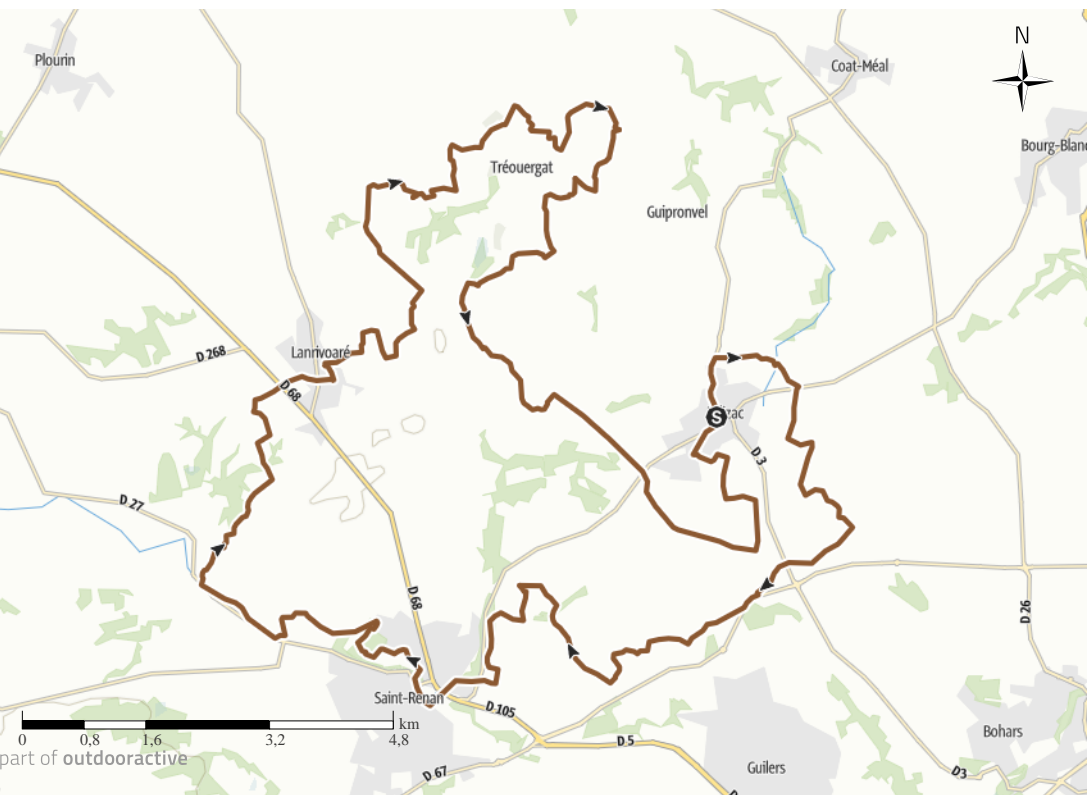 N
Plourin
Coat-Méal
Bourg-Blanc
Tréouergat
Guipronvel
Lanrivoaré
D 268
D 68
S
zac
D 3
D 27
D 68
D 26
Saint-Renan
D 105
km
0 0,8 1,6 3,2 4,8
part of outdooractive
D 67
D 5
Guilers
Bohars
D3